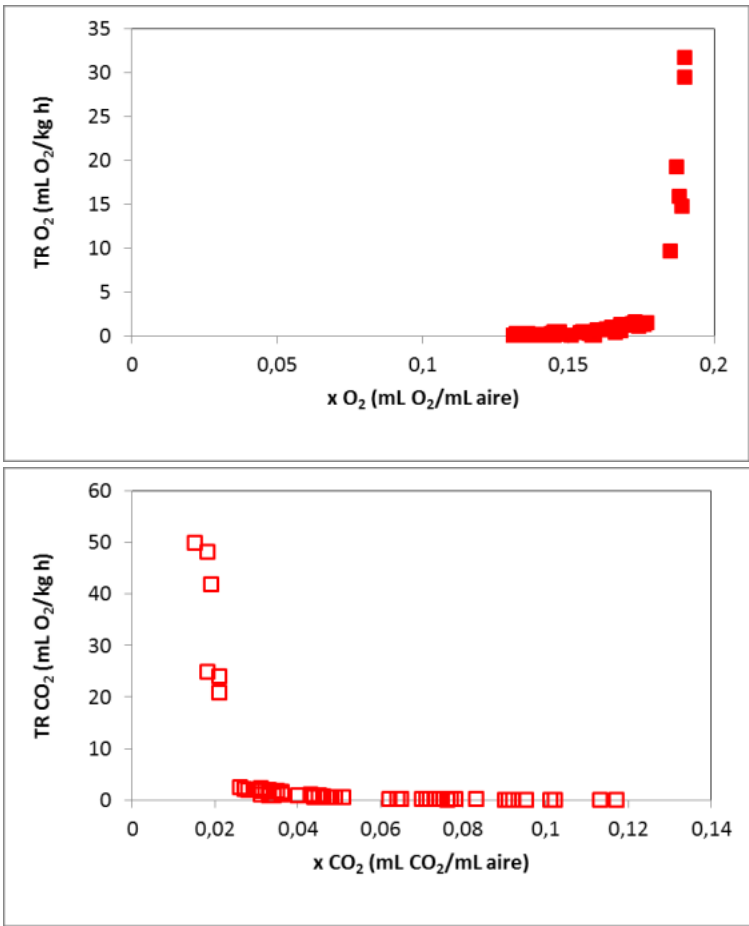 35
30
25
20
15
10
5
0
TR O₂ (mL O₂/kg h)
0 0,05 0,1 0,15 0,2
x O₂ (mL O₂/mL aire)
60
50
40
30
20
10
0
TR CO₂ (mL O₂/kg h)
0 0,02 0,04 0,06 0,08 0,1 0,12 0,14
x CO₂ (mL CO₂/mL aire)